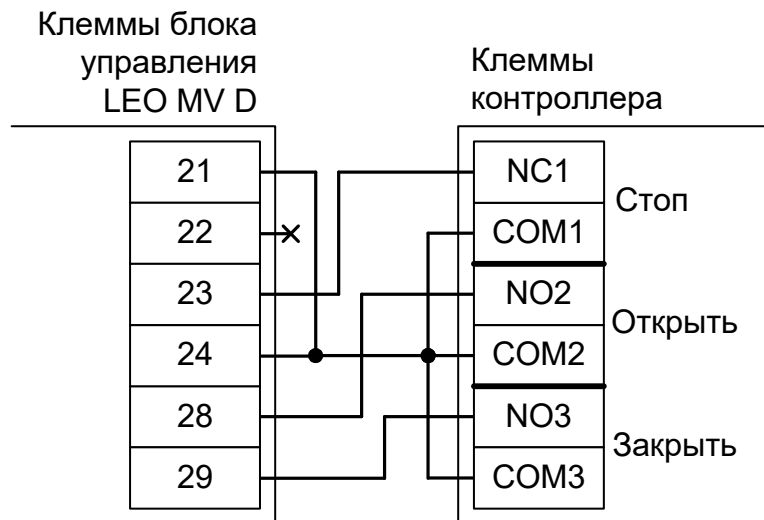 Клеммы блока
управления
LEO MV D
Клеммы
контроллера
21
22
23
24
28
29
NC1
COM1
NO2
COM2
NO3
COM3
Стоп
Открыть
Закрыть